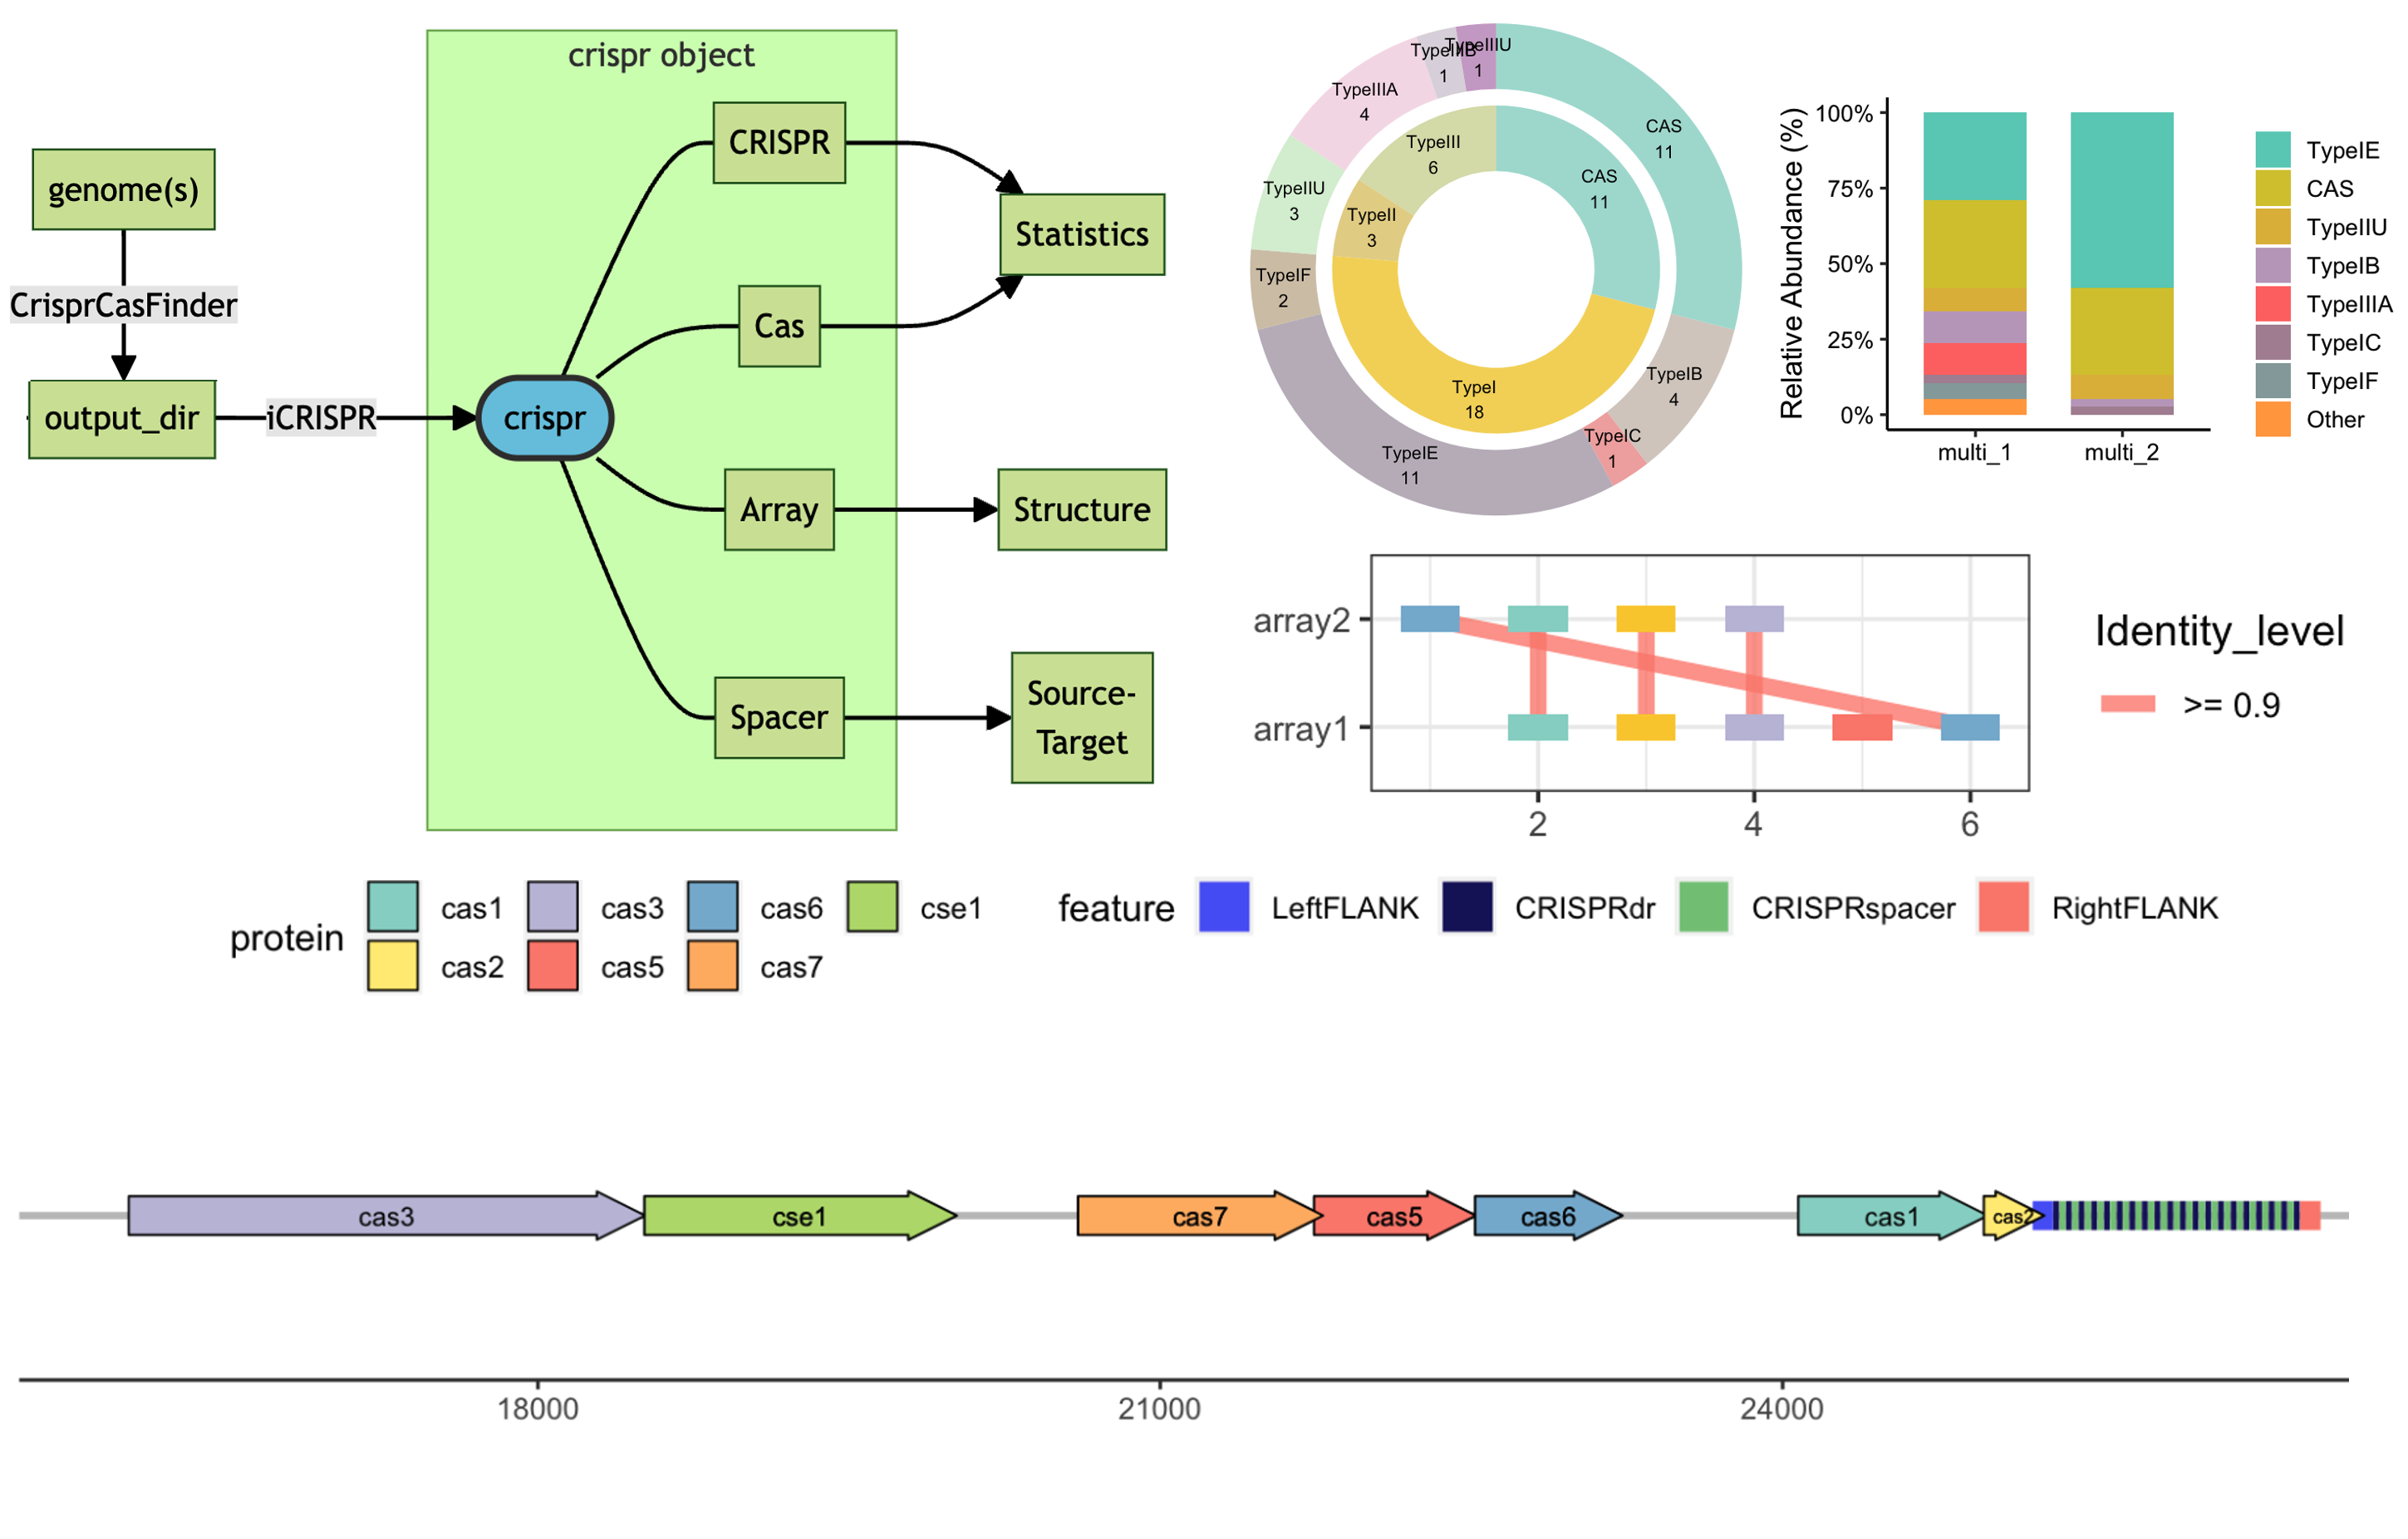 crispr object
genome(s)
CrisprCasFinder
output_dir
iCRISPR
crispr
CRISPR
Cas
Array
Spacer
Statistics
Structure
Source-
Target
TypeIIIB
1
TypeIIIU
1
TypeIIIA
4
TypeIIU
3
TypeIF
2
TypeIE
11
TypeIC
1
TypeIB
4
CAS
11
TypeIII
6
TypeII
3
TypeI
18
CAS
11
Relative Abundance (%)
100%
75%
50%
25%
0%
multi_1
multi_2
TypeIE
CAS
TypeIIU
TypeIB
TypeIIIA
TypeIC
TypeIF
Other
array2
array1
2
4
6
Identity_level
>= 0.9
protein
cas1
cas3
cas6
cse1
cas2
cas5
cas7
feature
LeftFLANK
CRISPRdr
CRISPRspacer
RightFLANK
cas3
cse1
cas7
cas5
cas6
cas1
cas2
18000
21000
24000